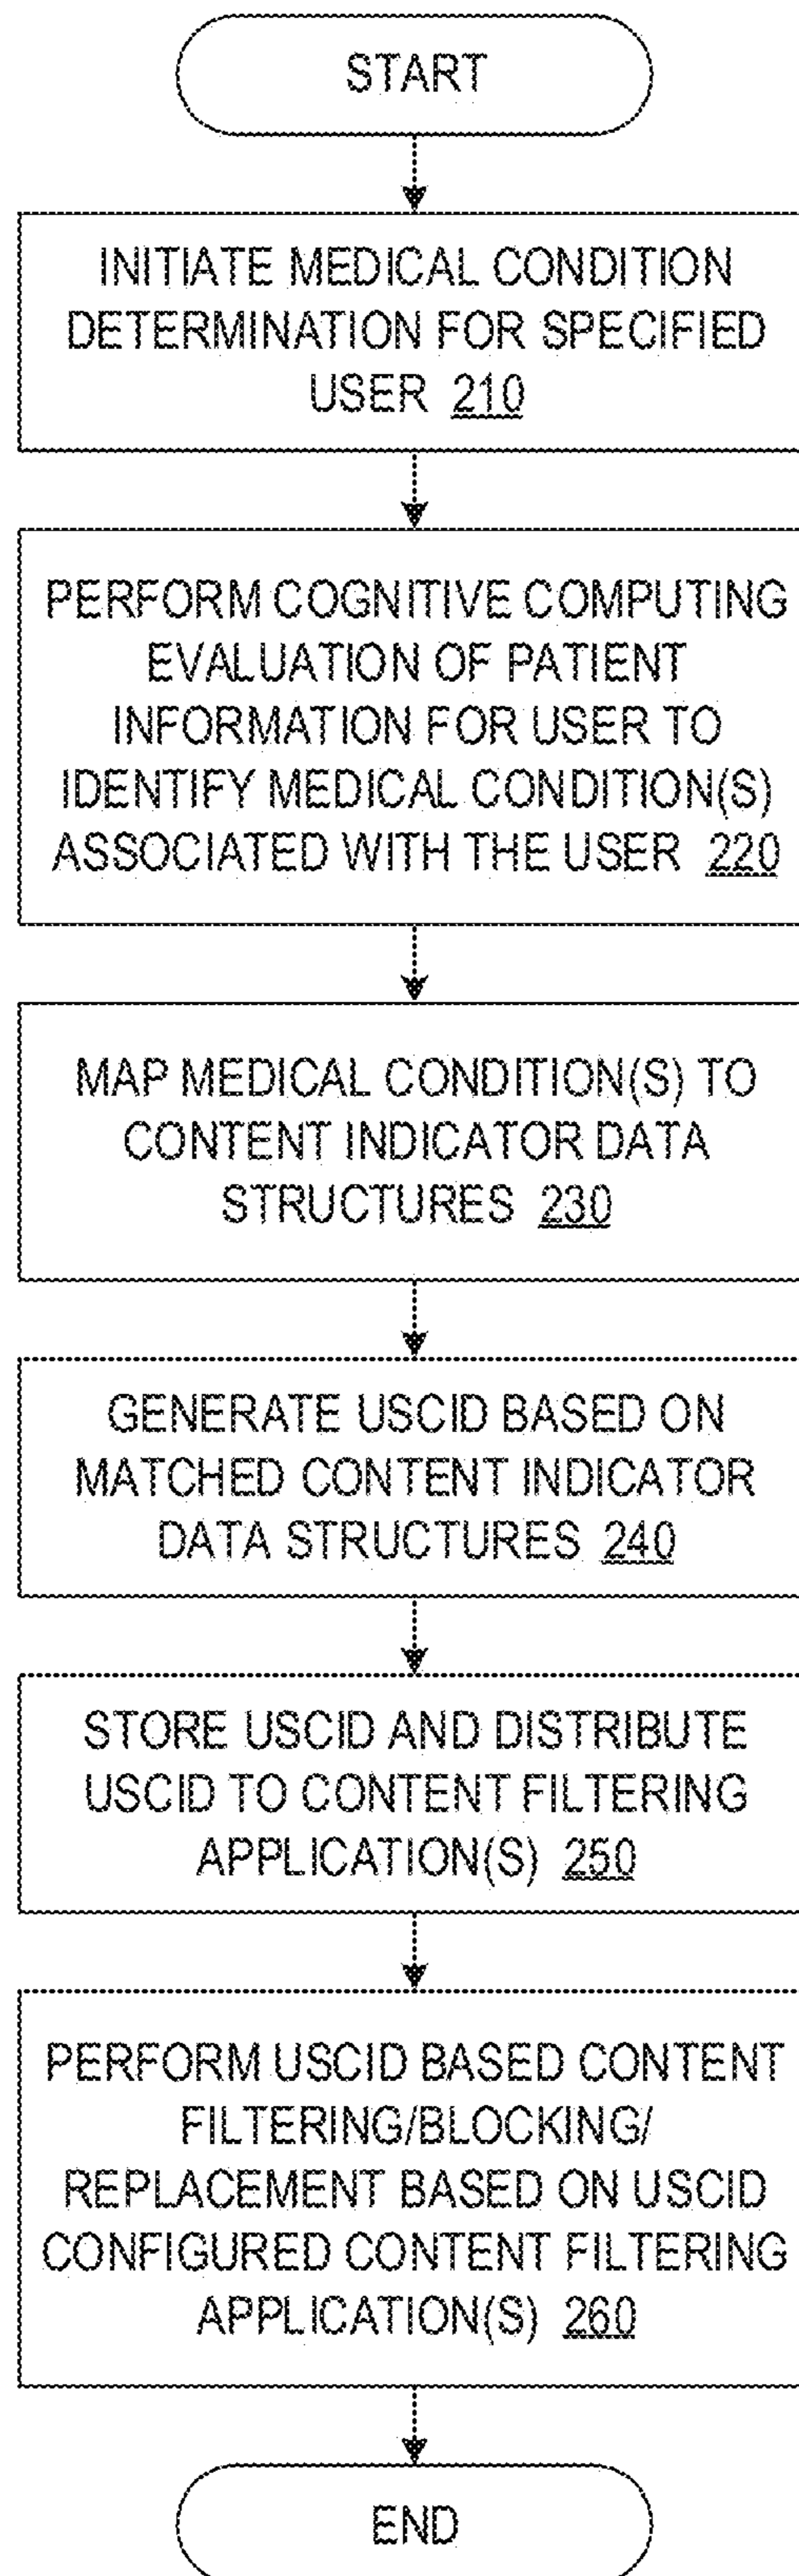 START
INITIATE MEDICAL CONDITION
DETERMINATION FOR SPECIFIED
USER 210
PERFORM COGNITIVE COMPUTING
EVALUATION OF PATIENT
INFORMATION FOR USER TO
IDENTIFY MEDICAL CONDITION(S)
ASSOCIATED WITH THE USER 220
MAP MEDICAL CONDITION(S) TO
CONTENT INDICATOR DATA
STRUCTURES 230
GENERATE USCID BASED ON
MATCHED CONTENT INDICATOR
DATA STRUCTURES 240
STORE USCID AND DISTRIBUTE
USCID TO CONTENT FILTERING
APPLICATION(S) 250
PERFORM USCID BASED CONTENT
FILTERING/BLOCKING/
REPLACEMENT BASED ON USCID
CONFIGURED CONTENT FILTERING
APPLICATION(S) 260
END